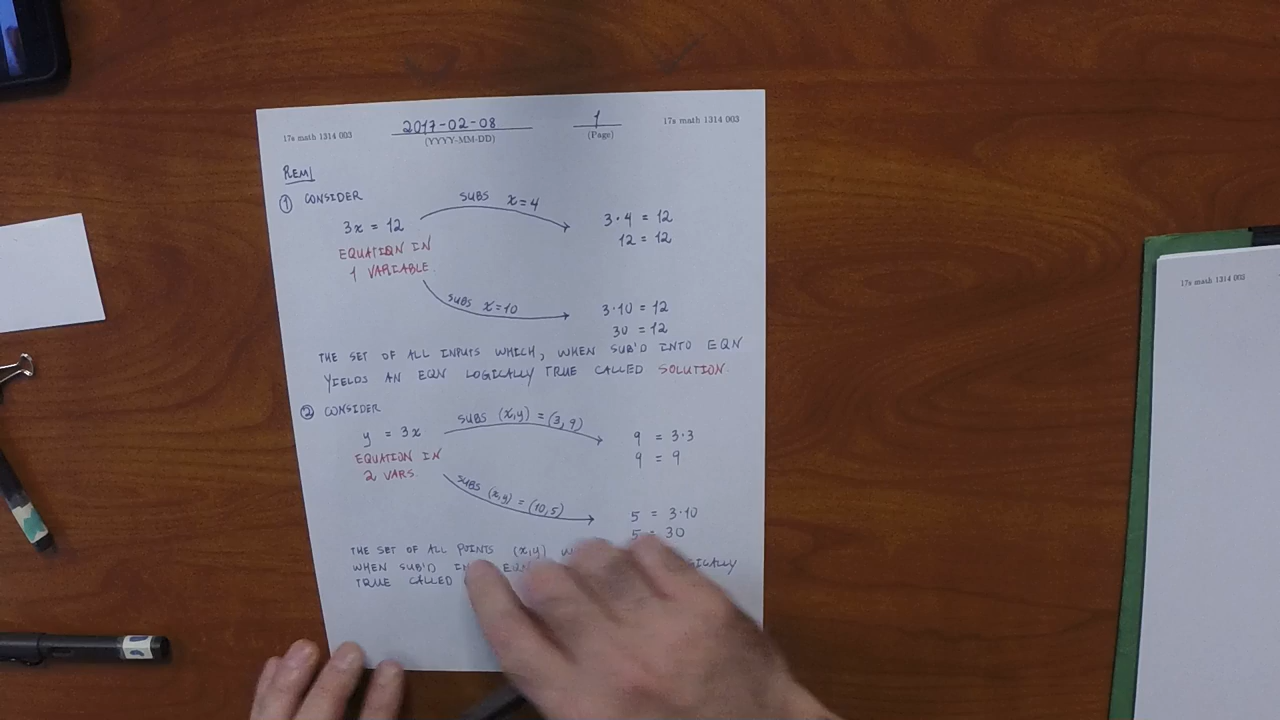 17s math 1314 003
2017-02-08
(YYYY-MM-DD)
1
(Page)
17s math 1314 003
REM
① CONSIDER
3x = 12
EQUATION IN
1 VARIABLE.
SUBS x=4
3·4 = 12
12 = 12
SUBS x=10
3·10 = 12
30 = 12
THE SET OF ALL INPUTS WHICH, WHEN SUB'D INTO EQN
YIELDS AN EQN LOGICALLY TRUE CALLED SOLUTION.
② CONSIDER
y = 3x
EQUATION IN
2 VARS.
SUBS (x,y) = (3,9)
9 = 3·3
9 = 9
SUBS (x,y) = (10,5)
5 = 3·10
5 = 30
THE SET OF ALL POINTS (x,y)
WHEN SUB'D
TRUE CALLED
17s math 1314 003